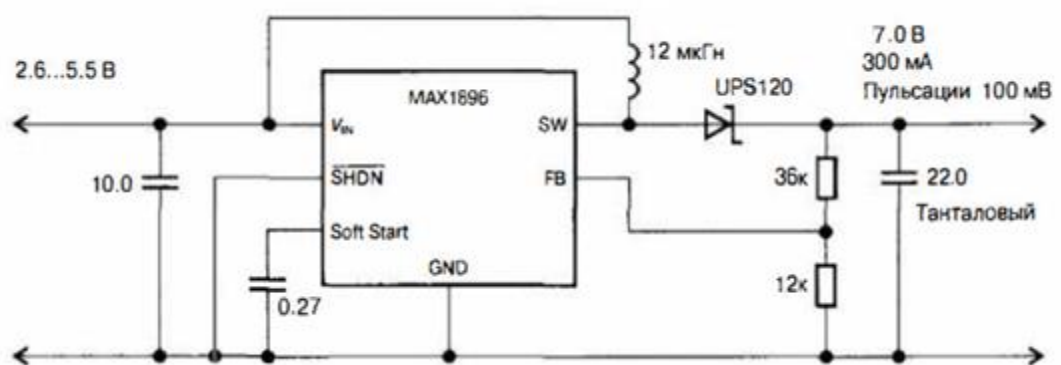 2.6...5.5 В
12 мкГн
7.0 В
300 мА
Пульсации 100 мВ
MAX1896
UPS120
VIN
SW
SHDN
FB
10.0
36к
22.0
Танталовый
Soft Start
GND
0.27
12к